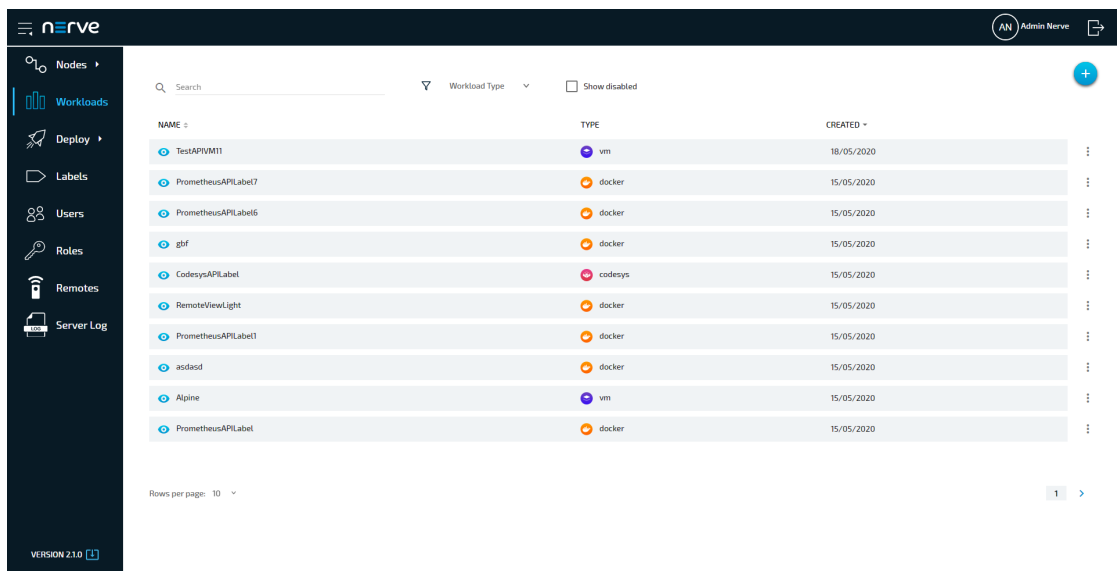 nerve
AN Admin Nerve
Nodes
Workloads
Deploy
Labels
Users
Roles
Remotes
LOG Server Log
VERSION 2.1.0
Search Workload Type Show disabled
NAME TYPE CREATED
TestAPIVM11 vm 18/05/2020
PrometheusAPILabel7 docker 15/05/2020
PrometheusAPILabel6 docker 15/05/2020
gbf docker 15/05/2020
CodesysAPILabel codesys 15/05/2020
RemoteViewLight docker 15/05/2020
PrometheusAPILabel1 docker 15/05/2020
asdasd docker 15/05/2020
Alpine vm 15/05/2020
PrometheusAPILabel docker 15/05/2020
Rows per page: 10 1